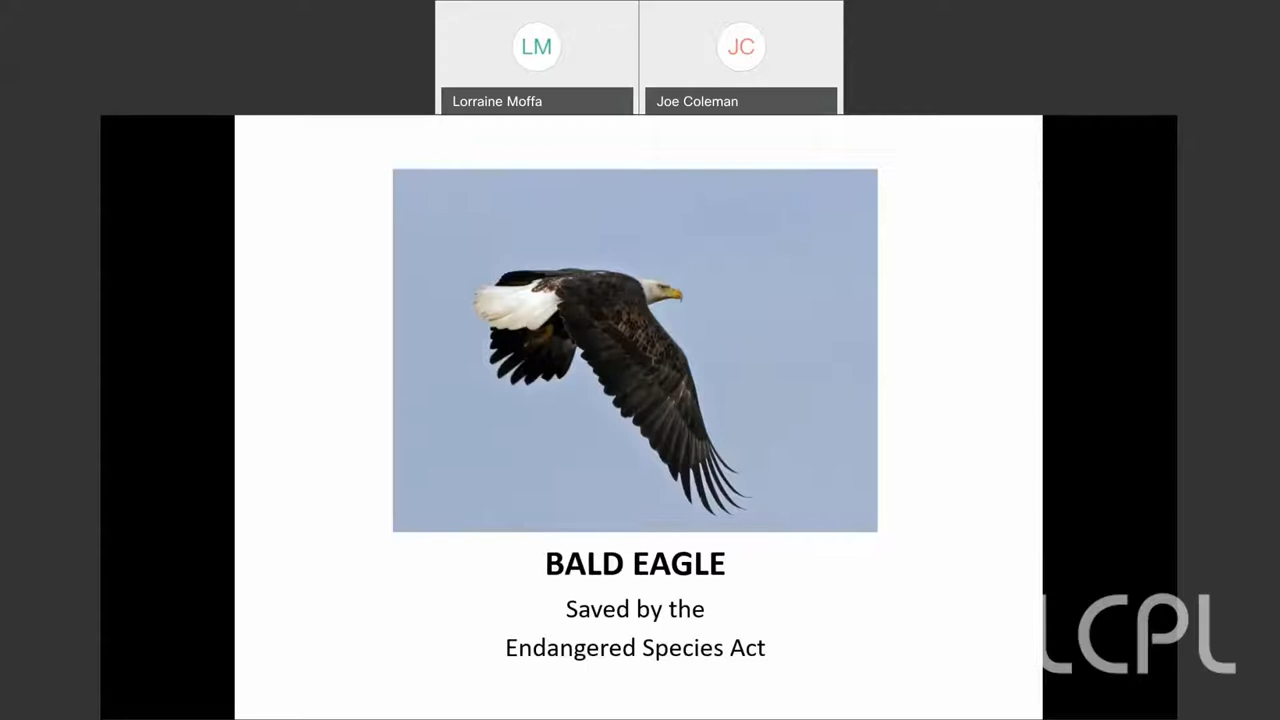 LM
JC
Lorraine Moffa
Joe Coleman
BALD EAGLE
Saved by the
Endangered Species Act
LCPL